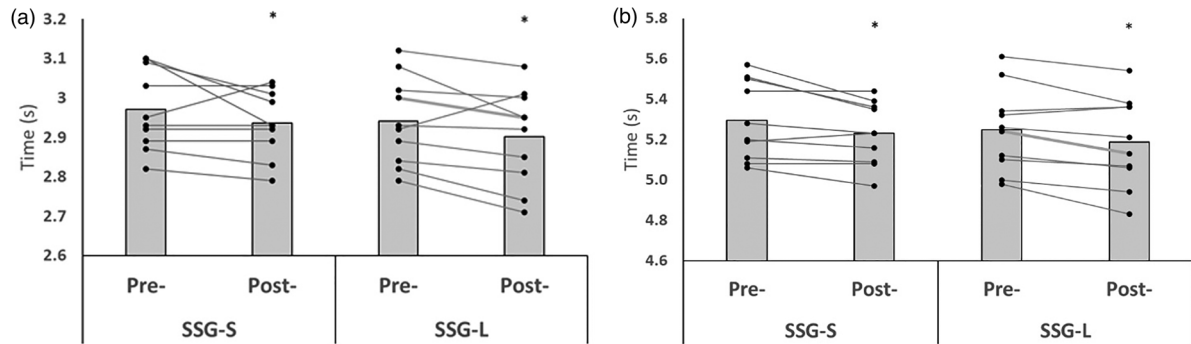 (a)
*
*
3.2
3.1
3
2.9
2.8
2.7
2.6
Time (s)
Pre- Post- Pre- Post-
SSG-S SSG-L
(b)
*
*
5.8
5.6
5.4
5.2
5.0
4.8
4.6
Time (s)
Pre- Post- Pre- Post-
SSG-S SSG-L